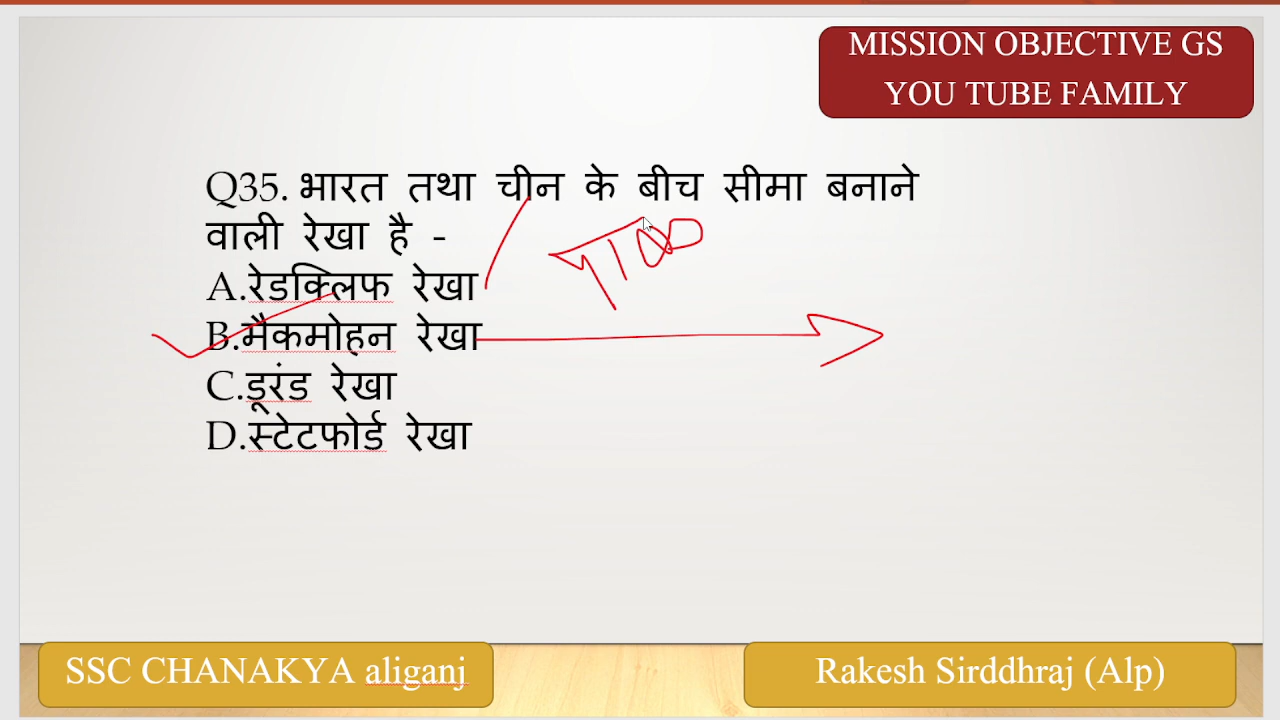 MISSION OBJECTIVE GS
YOU TUBE FAMILY
Q35. भारत तथा चीन के बीच सीमा बनाने
वाली रेखा है -
A.रेडक्लिफ रेखा
B.मैकमोहन रेखा
C.डूरंड रेखा
D.स्टेटफोर्ड रेखा
SSC CHANAKYA aliganj
Rakesh Sirddhraj (Alp)